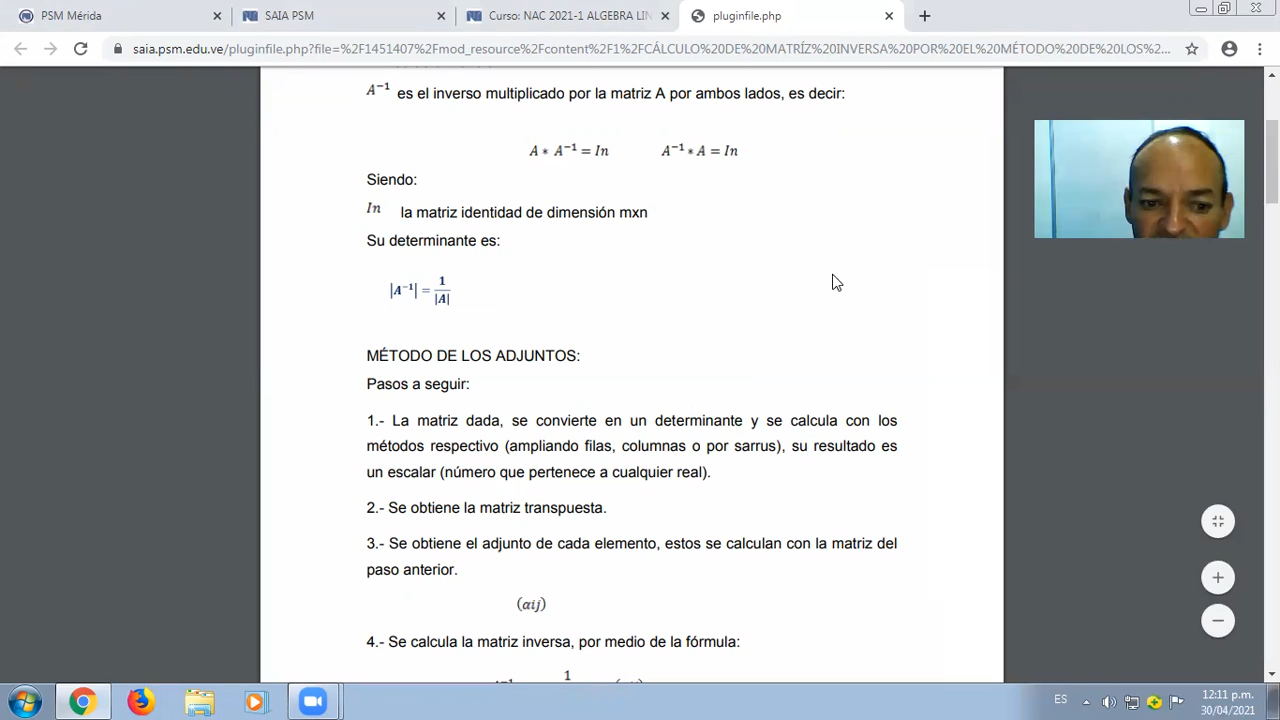 PSM Mérida
SAIA PSM
Curso: NAC 2021-1 ALGEBRA LIN
pluginfile.php
saia.psm.edu.ve/pluginfile.php?file=%2F1451407%2Fmod_resource%2Fcontent%2F1%2FCÁLCULO%20DE%20MATRÍZ%20INVERSA%20POR%20EL%20MÉTODO%20DE%20LOS%2...
A⁻¹ es el inverso multiplicado por la matriz A por ambos lados, es decir:
A ∗ A⁻¹ = In A⁻¹ ∗ A = In
Siendo:
In la matriz identidad de dimensión mxn
Su determinante es:
|A⁻¹| = 1/|A|
MÉTODO DE LOS ADJUNTOS:
Pasos a seguir:
1.- La matriz dada, se convierte en un determinante y se calcula con los
métodos respectivo (ampliando filas, columnas o por sarrus), su resultado es
un escalar (número que pertenece a cualquier real).
2.- Se obtiene la matriz transpuesta.
3.- Se obtiene el adjunto de cada elemento, estos se calculan con la matriz del
paso anterior.
(αij)
4.- Se calcula la matriz inversa, por medio de la fórmula:
1
ES
12:11 p.m.
30/04/2021